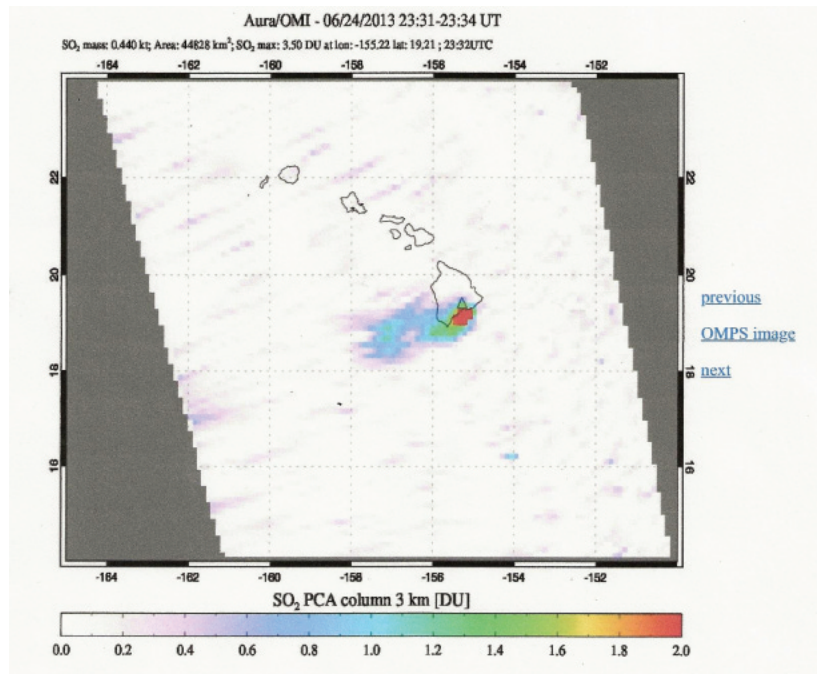 Aura/OMI - 06/24/2013 23:31-23:34 UT
SO₂ mass: 0.440 kt; Area: 44828 km²; SO₂ max: 3.50 DU at lon: -155.22 lat: 19.21 ; 23:32UTC
-164 -162 -160 -158 -156 -154 -152
22 22
20 20
previous
OMPS image
next
18 18
16 16
-164 -162 -160 -158 -156 -154 -152
SO₂ PCA column 3 km [DU]
0.0 0.2 0.4 0.6 0.8 1.0 1.2 1.4 1.6 1.8 2.0